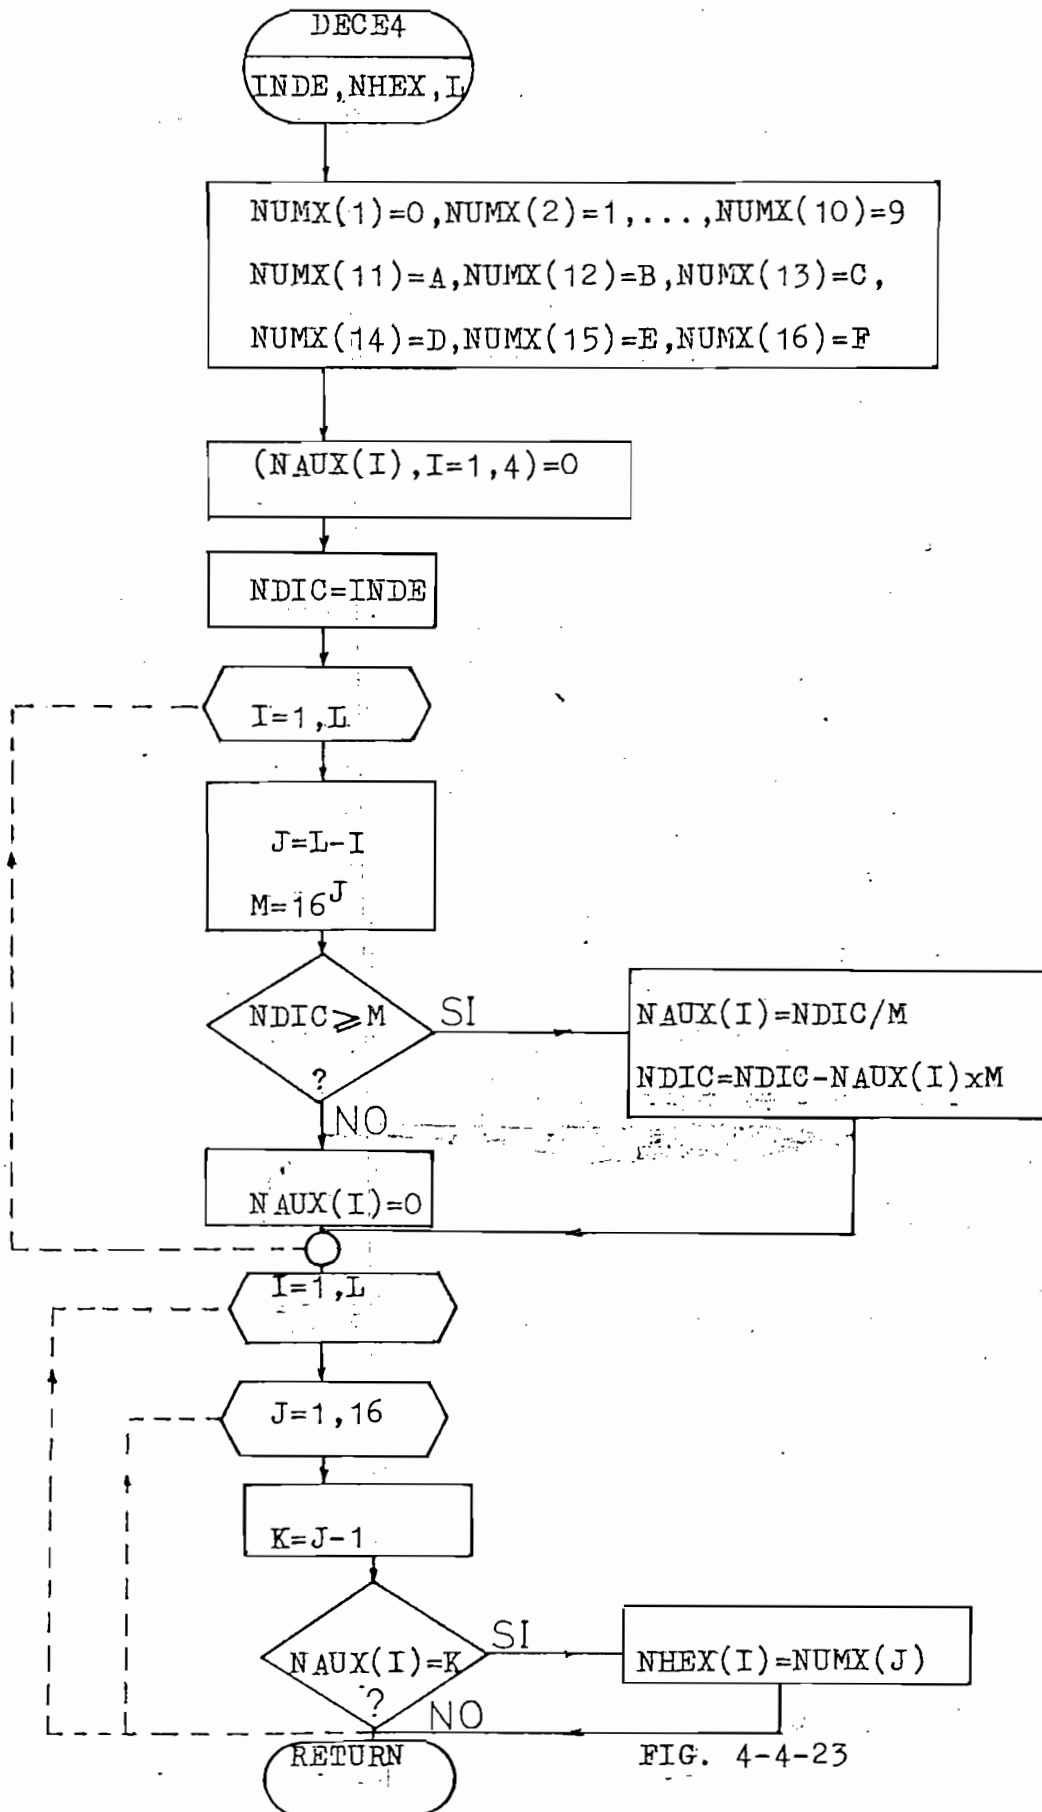 DECE4
INDE,NHEX,L
NUMX(1)=0,NUMX(2)=1,...,NUMX(10)=9
NUMX(11)=A,NUMX(12)=B,NUMX(13)=C,
NUMX(14)=D,NUMX(15)=E,NUMX(16)=F
(NAUX(I),I=1,4)=0
NDIC=INDE
I=1,L
J=L-I
M=16^J
NDIC⩾M
?
SI
NAUX(I)=NDIC/M
NDIC=NDIC-NAUX(I)xM
NO
NAUX(I)=0
I=1,L
J=1,16
K=J-1
NAUX(I)=K
?
SI
NHEX(I)=NUMX(J)
NO
RETURN
FIG. 4-4-23